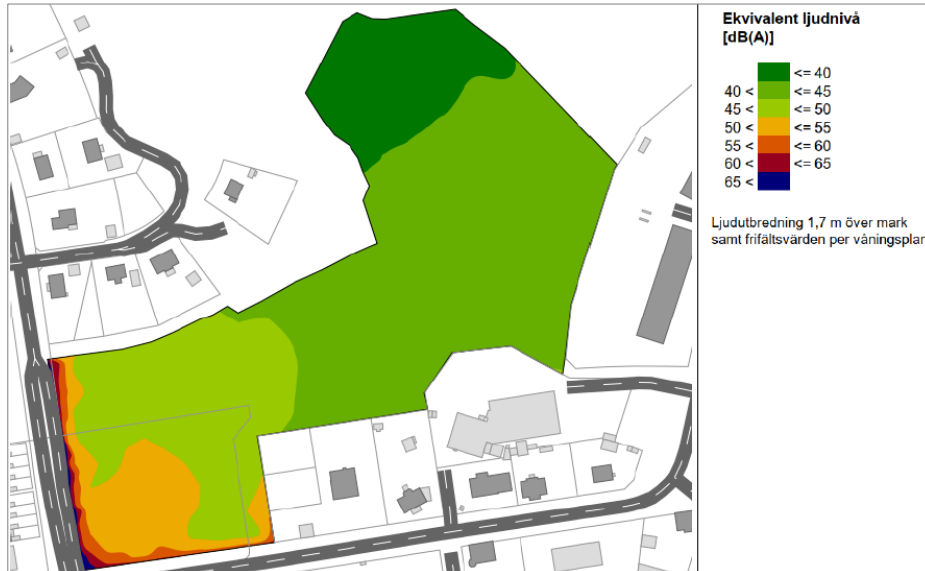 Ekvivalent ljudnivå
[dB(A)]
<= 40
40 < <= 45
45 < <= 50
50 < <= 55
55 < <= 60
60 < <= 65
65 <
Ljudutbredning 1,7 m över mark
samt frifältsvärden per våningsplan